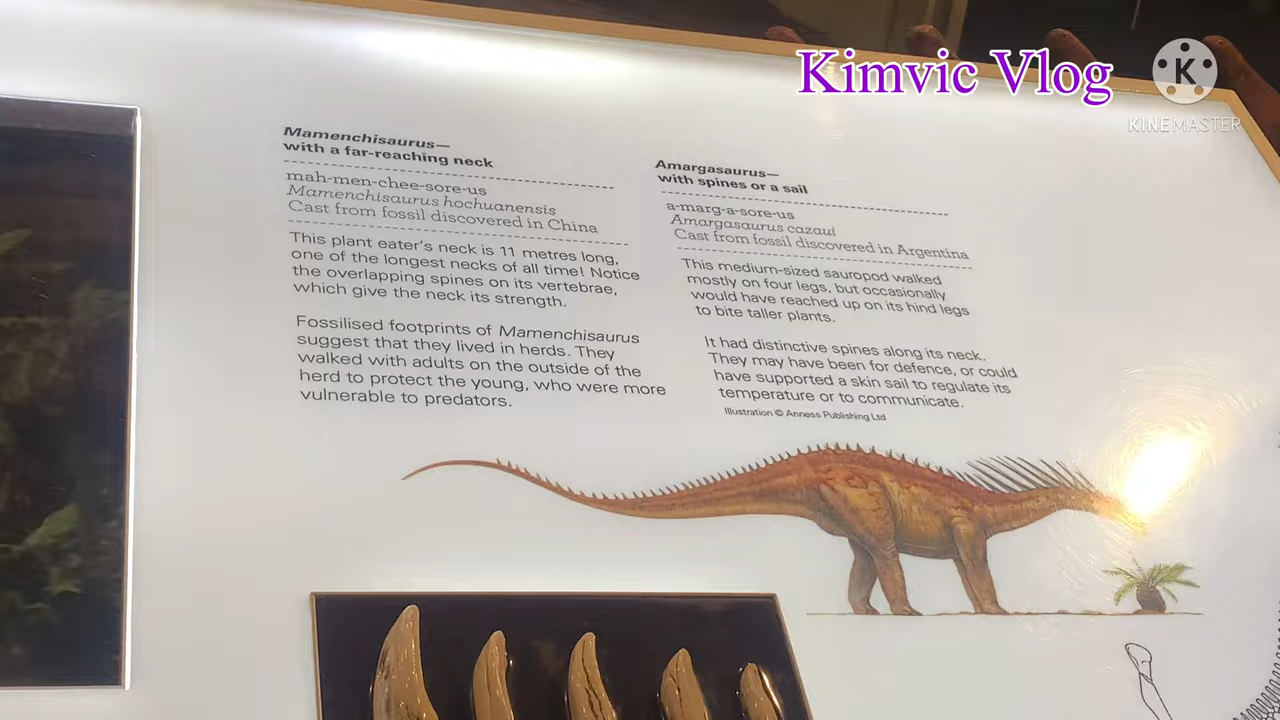 Kimvic Vlog
K
KINEMASTER
Mamenchisaurus—
with a far-reaching neck
mah-men-chee-sore-us
Mamenchisaurus hochuanensis
Cast from fossil discovered in China
This plant eater's neck is 11 metres long,
one of the longest necks of all time! Notice
the overlapping spines on its vertebrae,
which give the neck its strength.
Fossilised footprints of Mamenchisaurus
suggest that they lived in herds. They
walked with adults on the outside of the
herd to protect the young, who were more
vulnerable to predators.
Amargasaurus—
with spines or a sail
a-marg-a-sore-us
Amargasaurus cazaui
Cast from fossil discovered in Argentina
This medium-sized sauropod walked
mostly on four legs, but occasionally
would have reached up on its hind legs
to bite taller plants.
It had distinctive spines along its neck.
They may have been for defence, or could
have supported a skin sail to regulate its
temperature or to communicate.
Illustration © Anness Publishing Ltd